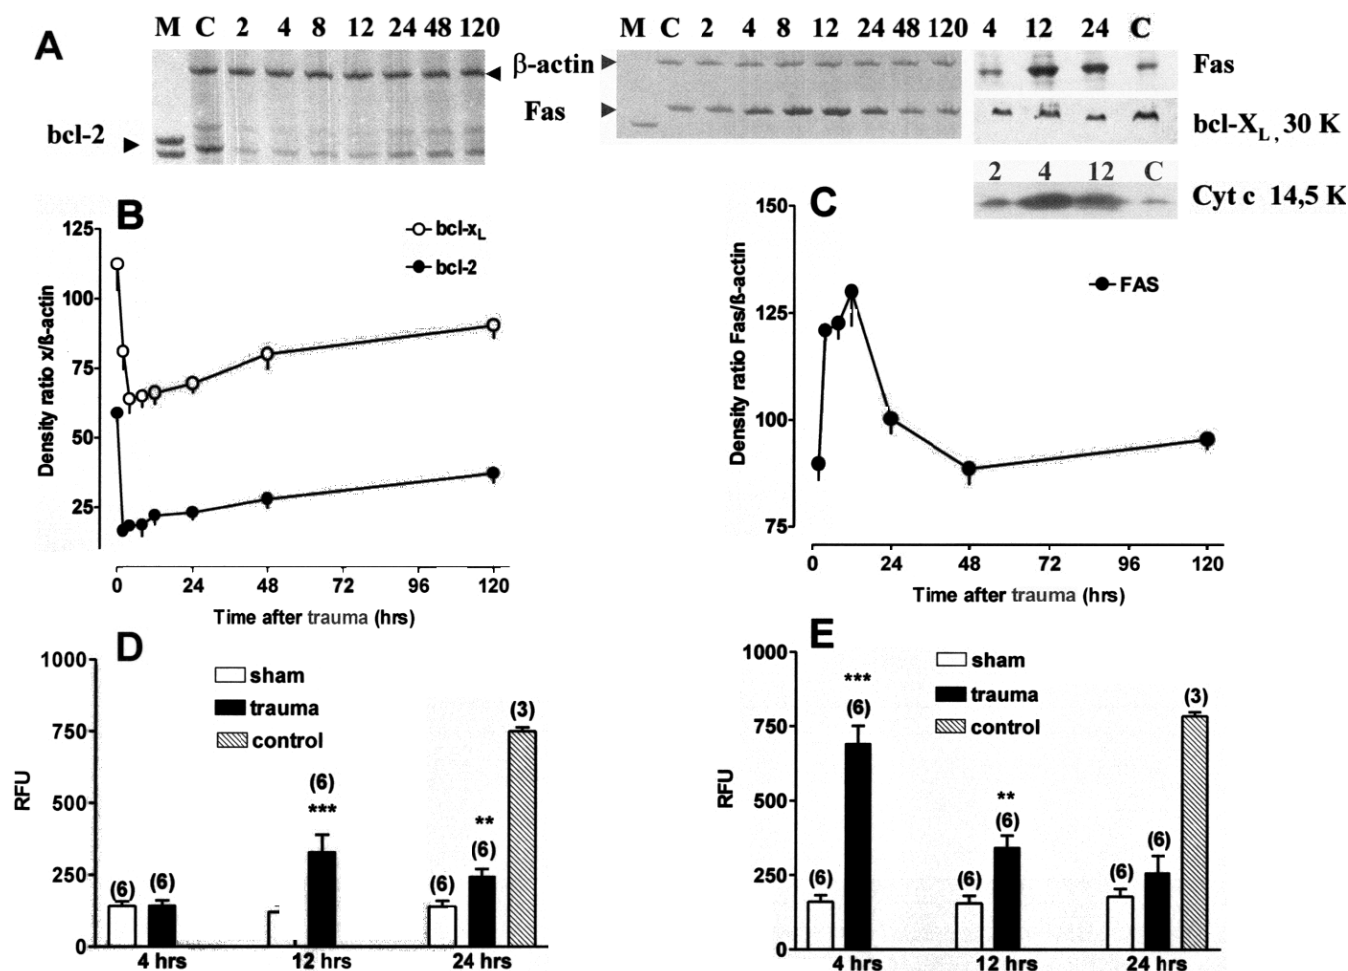 A
M C 2 4 8 12 24 48 120
bcl-2
β-actin
Fas
M C 2 4 8 12 24 48 120
4 12 24 C
Fas
bcl-X L , 30 K
2 4 12 C
Cyt c 14,5 K
B
bcl-x L
bcl-2
Density ratio x/ß-actin
125
100
75
50
25
0 24 48 72 96 120
Time after trauma (hrs)
C
FAS
Density ratio Fas/ß-actin
150
125
100
75
0 24 48 72 96 120
Time after trauma (hrs)
D
sham
trauma
control
RFU
1000
750
500
250
0
(6) (6)
(6)
***
(6)
**
(6)
(3)
4 hrs 12 hrs 24 hrs
E
sham
trauma
control
RFU
1000
750
500
250
0
(6)
***
(6)
(6)
**
(6)
(6) (6)
(3)
4 hrs 12 hrs 24 hrs